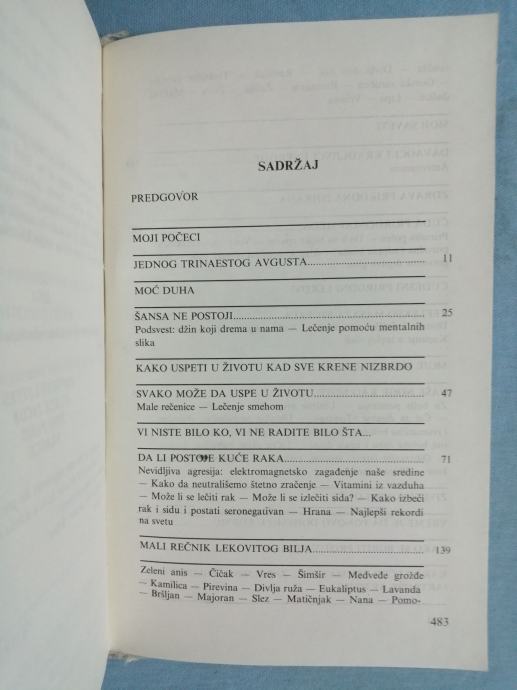 SADRŽAJ
PREDGOVOR
MOJI POČECI
JEDNOG TRINAESTOG AVGUSTA 11
MOĆ DUHA
ŠANSA NE POSTOJI 25
Podsvest: džin koji drema u nama — Lečenje pomoću mentalnih
slika
KAKO USPETI U ŽIVOTU KAD SVE KRENE NIZBRDO
SVAKO MOŽE DA USPE U ŽIVOTU 47
Male rečenice — Lečenje smehom
VI NISTE BILO KO, VI NE RADITE BILO ŠTA...
DA LI POSTOJE KUĆE RAKA 71
Nevidljiva agresija: elektromagnetsko zagađenje naše sredine
— Kako da neutrališemo štetno zračenje — Vitamini iz vazduha
— Može li se lečiti rak — Može li se izlečiti sida? — Kako izbeći
rak i sidu i postati seronegativan — Hrana — Najlepši rekordi
na svetu
MALI REČNIK LEKOVITOG BILJA 139
Zeleni anis — Čičak — Vres — Šimšir — Medveđe grožđe
— Kamilica — Pirevina — Divlja ruža — Eukaliptus — Lavanda
— Bršljan — Majoran — Slez — Matičnjak — Nana — Pomo-
483